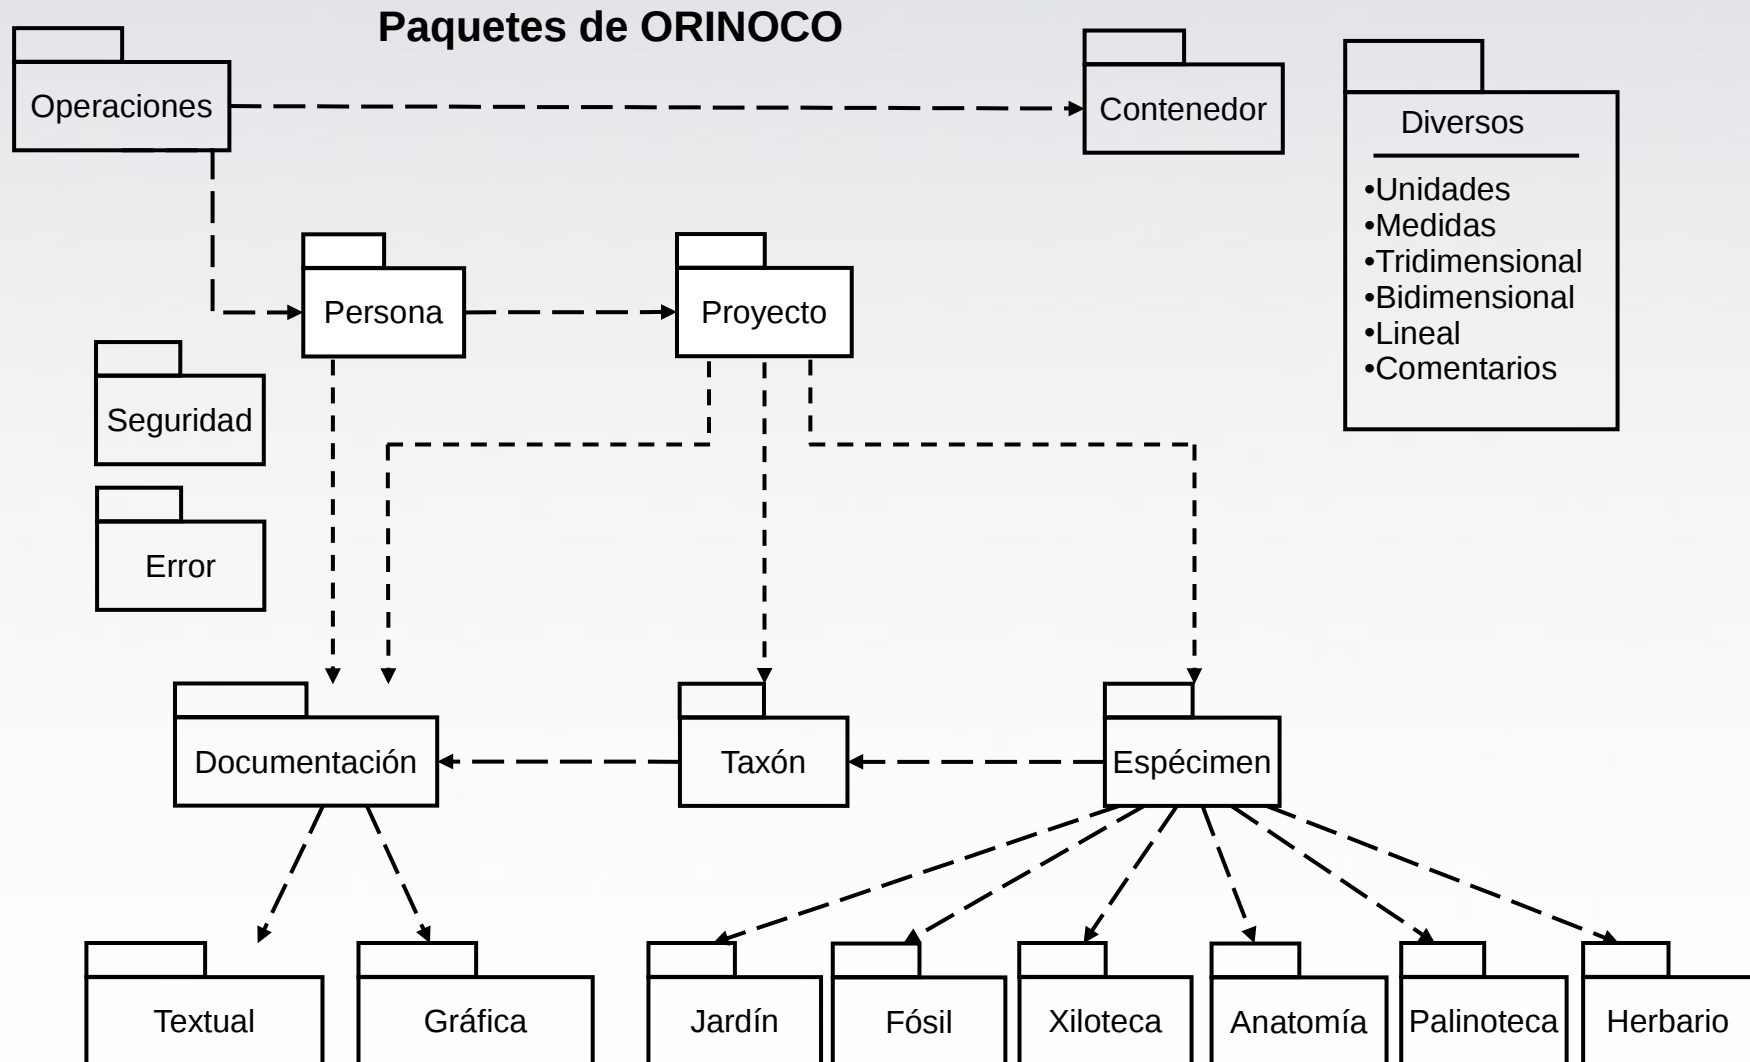 Paquetes de ORINOCO
Operaciones
Contenedor
Diversos
•Unidades
•Medidas
•Tridimensional
•Bidimensional
•Lineal
•Comentarios
Persona
Proyecto
Seguridad
Error
Documentación
Taxón
Espécimen
Textual
Gráfica
Jardín
Fósil
Xiloteca
Anatomía
Palinoteca
Herbario